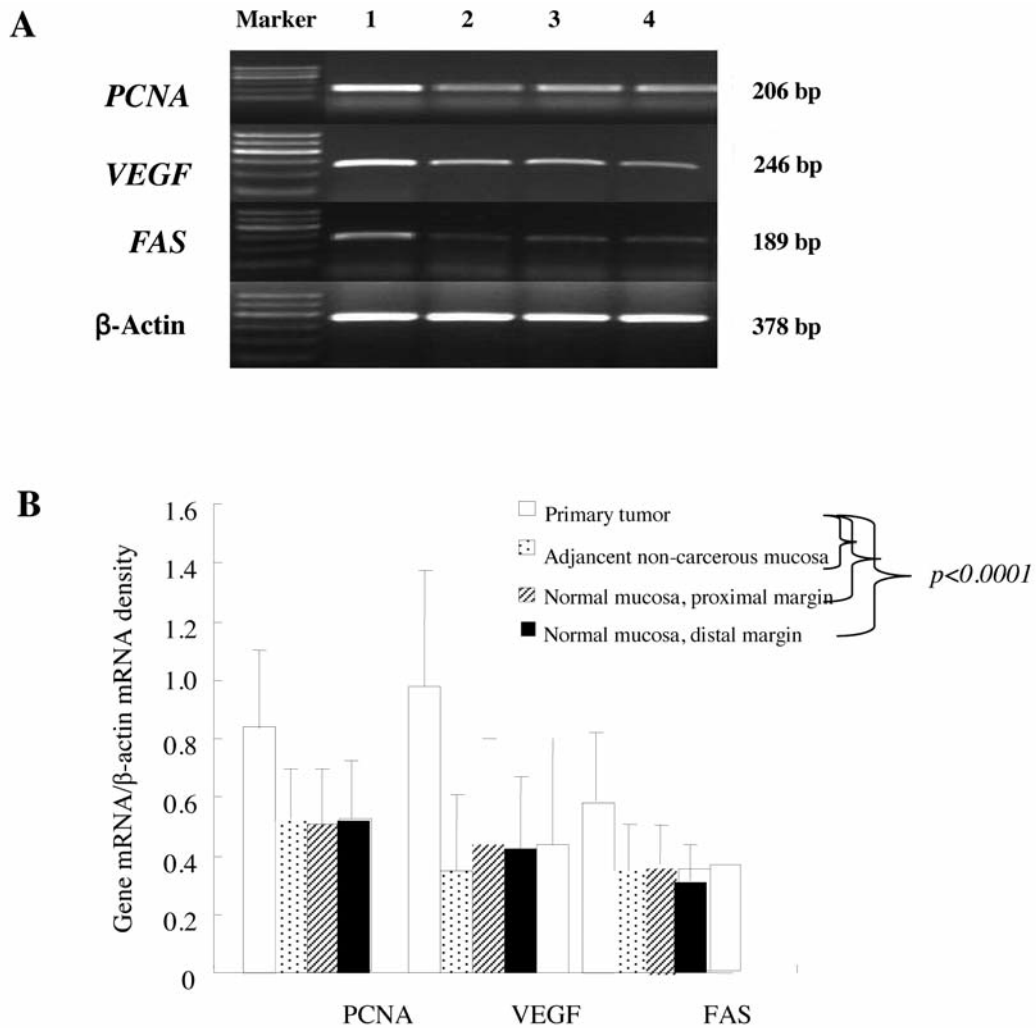 A
Marker 1 2 3 4
PCNA 206 bp
VEGF 246 bp
FAS 189 bp
β-Actin 378 bp
B
Gene mRNA/β-actin mRNA density
1.6
1.4
1.2
1.0
0.8
0.6
0.4
0.2
0
Primary tumor
Adjancent non-carcerous mucosa
Normal mucosa, proximal margin
Normal mucosa, distal margin
p<0.0001
PCNA VEGF FAS